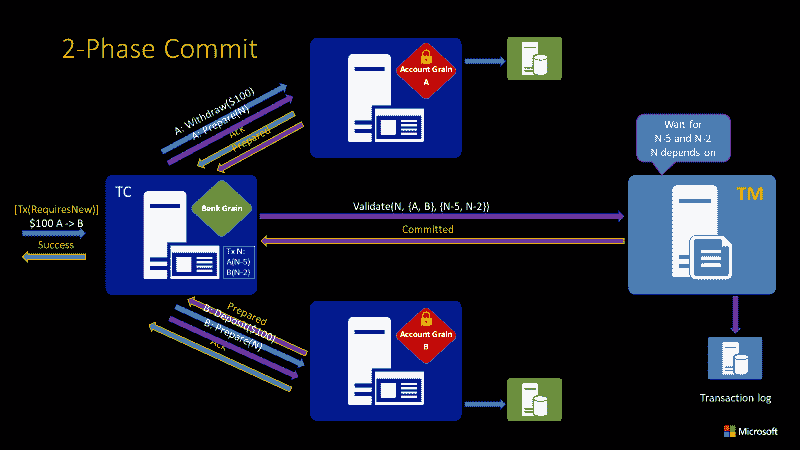 2-Phase Commit
Account Grain
A
A: Withdraw($100)
A: Prepare(N)
Ack
Prepared
Wait for
N-5 and N-2
N depends on
TC
Bank Grain
TM
[Tx(RequiresNew)]
$100 A -> B
Success
Validate(N, {A, B}, {N-5, N-2})
Committed
Tx N:
A(N-5)
B(N-2)
Prepared
B: Deposit($100)
B: Prepare(N)
Ack
Account Grain
B
Transaction log
Microsoft